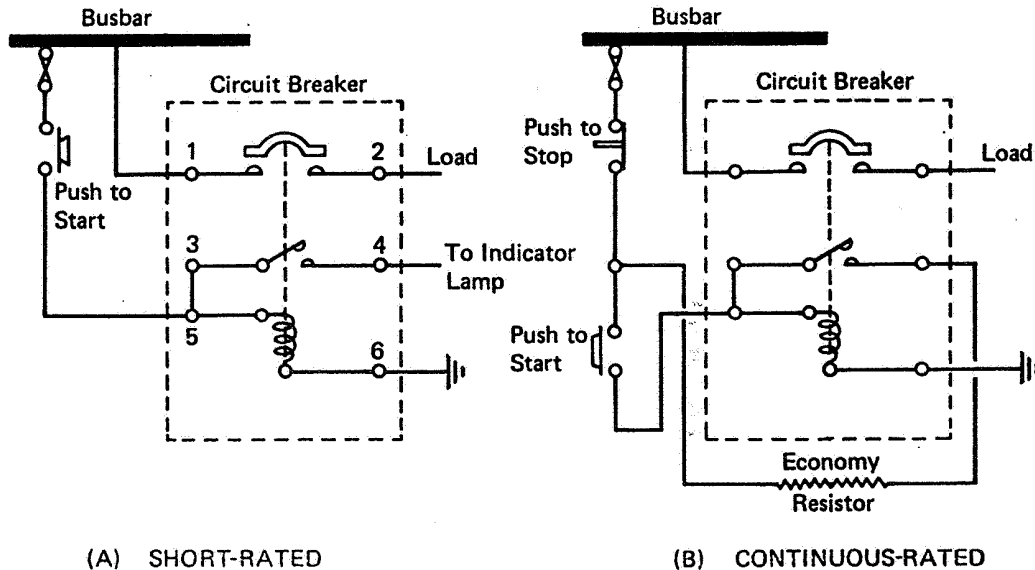 Busbar
Circuit Breaker
1
2
Load
Push to
Start
3
4
To Indicator
Lamp
5
6
(A) SHORT-RATED
Busbar
Circuit Breaker
Push to
Stop
Load
Push to
Start
Economy
Resistor
(B) CONTINUOUS-RATED